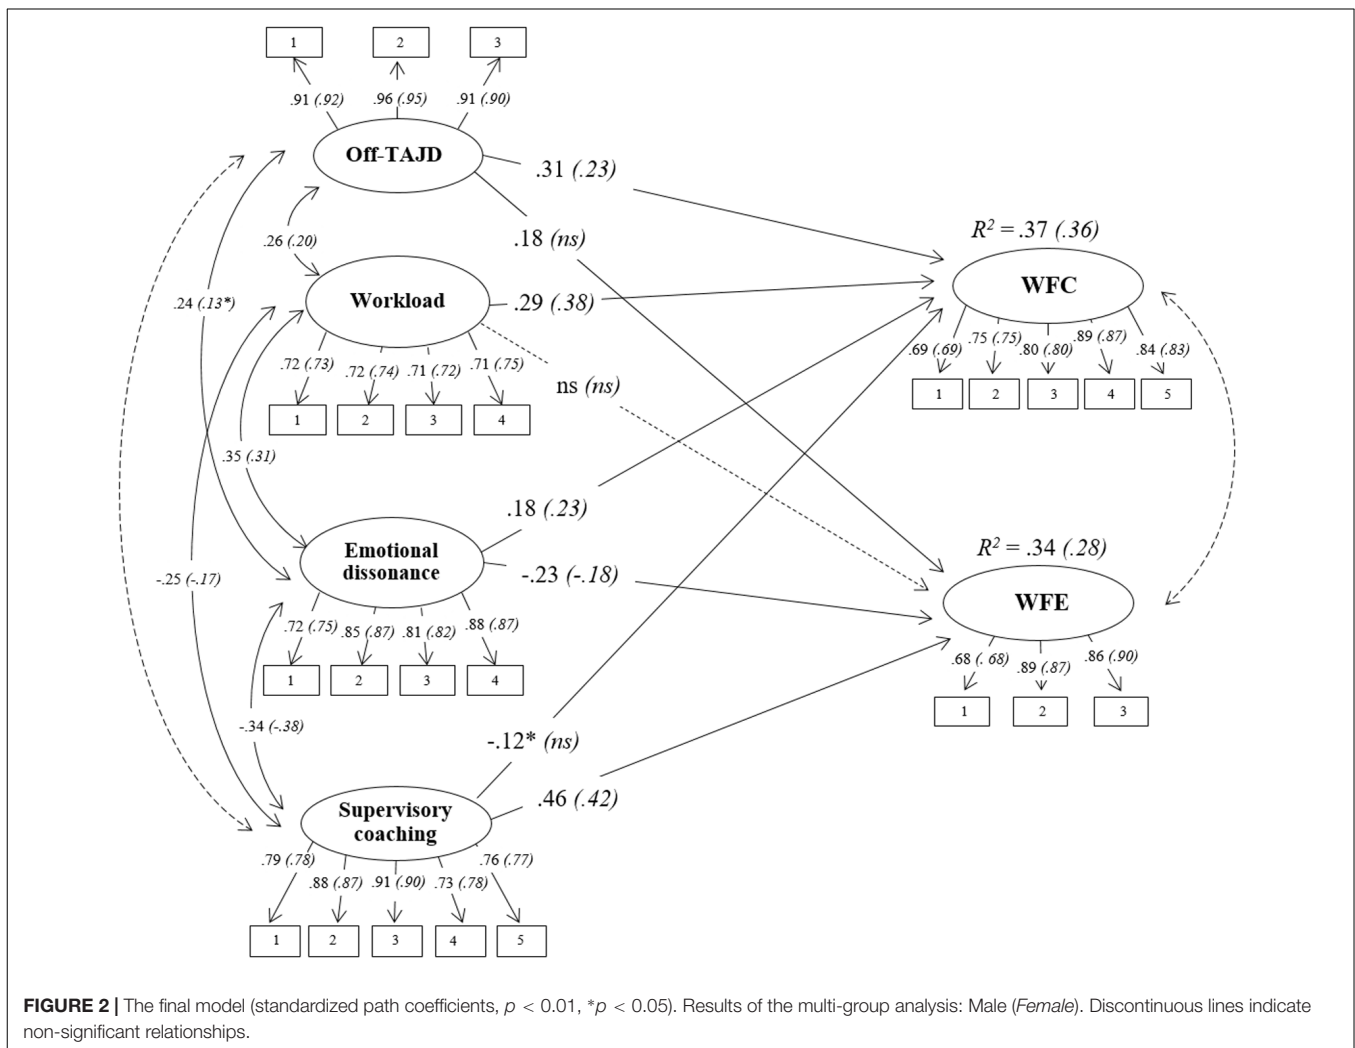 1 2 3
.91 (.92) .96 (.95) .91 (.90)
Off-TAJD
.31 (.23)
.18 (ns)
.26 (.20)
R² = .37 (.36)
WFC
Workload
.29 (.38)
.24 (.13*)
.72 (.73) .72 (.74) .71 (.72) .71 (.75)
.69 (.69) .75 (.75) .80 (.80) .89 (.87) .84 (.83)
ns (ns)
1 2 3 4 5
1 2 3 4
.35 (.31)
.18 (.23)
Emotional
dissonance
R² = .34 (.28)
-.23 (-.18)
-.25 (-.17)
WFE
.72 (.75) .85 (.87) .81 (.82) .88 (.87)
.68 (. 68) .89 (.87) .86 (.90)
1 2 3 4
1 2 3
-.34 (-.38)
-.12* (ns)
.46 (.42)
Supervisory
coaching
.79 (.78) .88 (.87) .91 (.90) .73 (.78) .76 (.77)
1 2 3 4 5
FIGURE 2 | The final model (standardized path coefficients, p < 0.01, *p < 0.05). Results of the multi-group analysis: Male (Female). Discontinuous lines indicate
non-significant relationships.